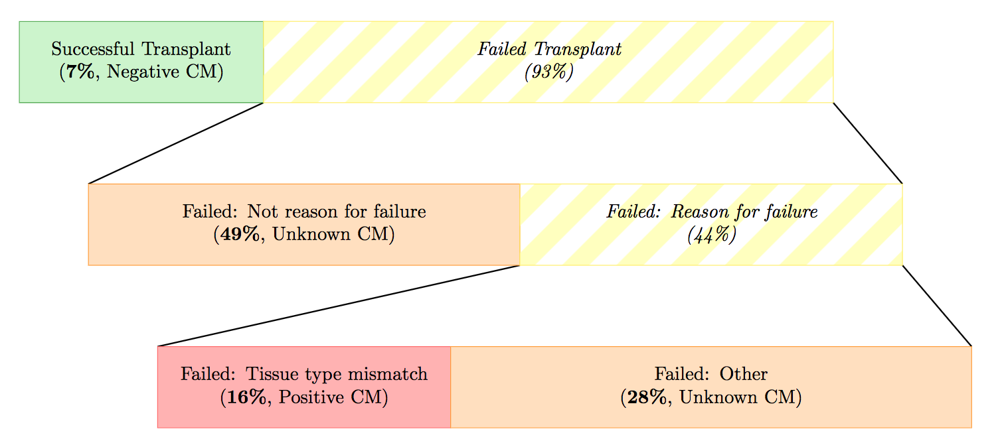 Successful Transplant
(7%, Negative CM)
Failed Transplant
(93%)
Failed: Not reason for failure
(49%, Unknown CM)
Failed: Reason for failure
(44%)
Failed: Tissue type mismatch
(16%, Positive CM)
Failed: Other
(28%, Unknown CM)